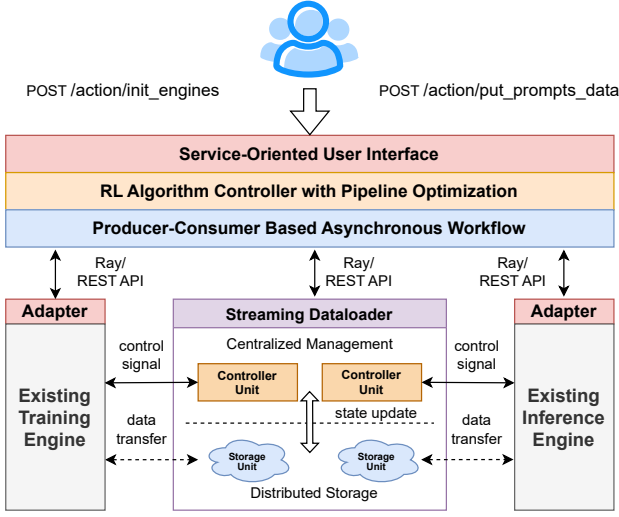 POST /action/init_engines
POST /action/put_prompts_data
Service-Oriented User Interface
RL Algorithm Controller with Pipeline Optimization
Producer-Consumer Based Asynchronous Workflow
Ray/
REST API
Ray/
REST API
Ray/
REST API
Adapter
Existing
Training
Engine
control
signal
data
transfer
Streaming Dataloader
Centralized Management
Controller
Unit
Controller
Unit
state update
Storage
Unit
Storage
Unit
Distributed Storage
control
signal
data
transfer
Adapter
Existing
Inference
Engine